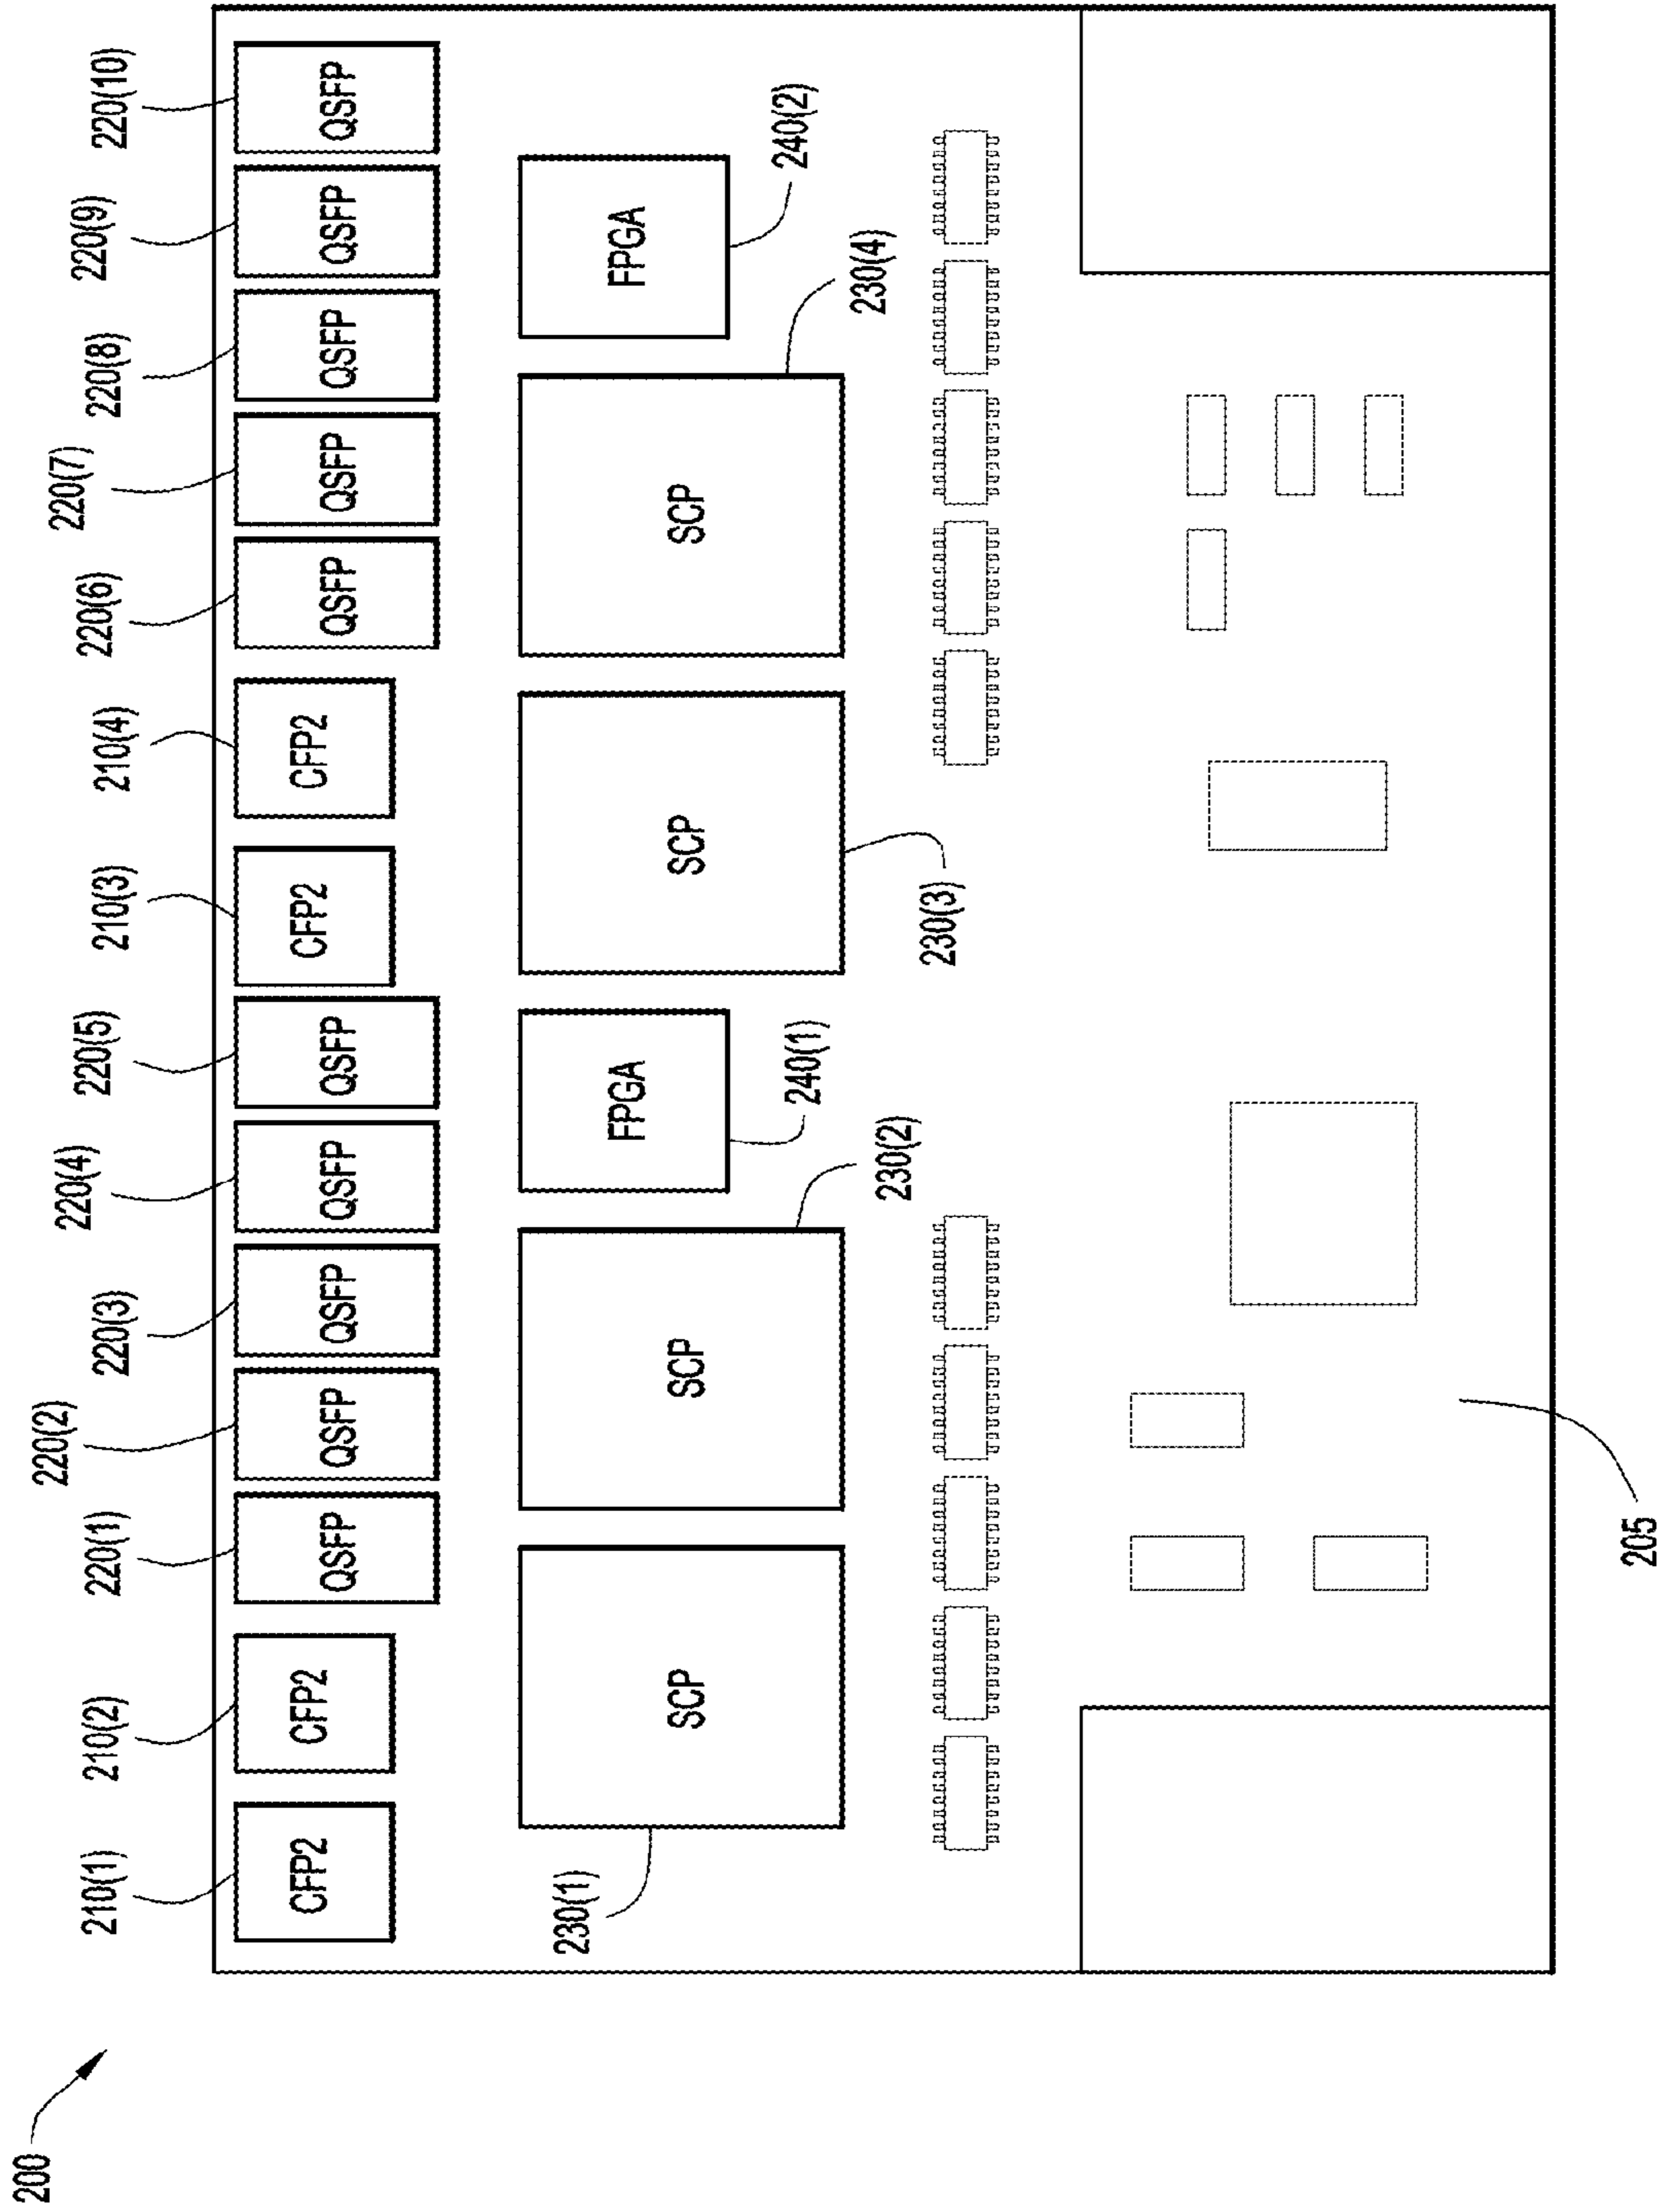 200
210(1)
210(2)
220(1)
220(2)
220(3)
220(4)
220(5)
210(3)
210(4)
220(6)
220(7)
220(8)
220(9)
220(10)
CFP2
CFP2
QSFP
QSFP
QSFP
QSFP
QSFP
CFP2
CFP2
QSFP
QSFP
QSFP
QSFP
QSFP
230(1)
SCP
SCP
FPGA
SCP
SCP
FPGA
230(2)
240(1)
230(3)
230(4)
240(2)
205